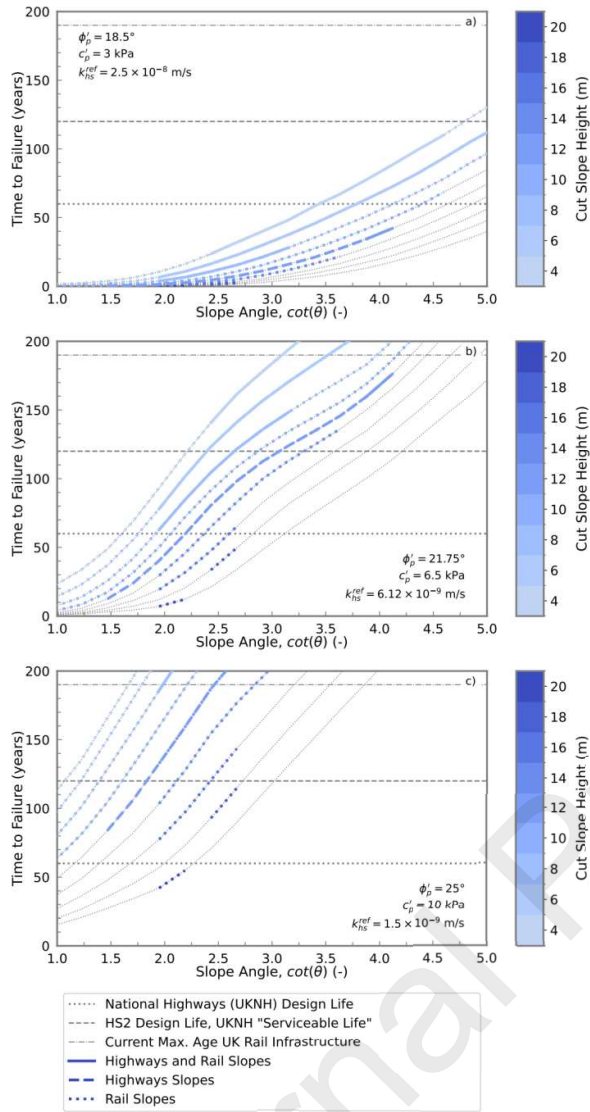 a)
ϕ′p = 18.5°
c′p = 3 kPa
k^ref_hs = 2.5 × 10⁻⁸ m/s
Time to Failure (years)
200
150
100
50
0
1.0 1.5 2.0 2.5 3.0 3.5 4.0 4.5 5.0
Slope Angle, cot(θ) (-)
20
18
16
14
12
10
8
6
4
Cut Slope Height (m)
b)
Time to Failure (years)
200
150
100
50
0
ϕ′p = 21.75°
c′p = 6.5 kPa
k^ref_hs = 6.12 × 10⁻⁹ m/s
1.0 1.5 2.0 2.5 3.0 3.5 4.0 4.5 5.0
Slope Angle, cot(θ) (-)
20
18
16
14
12
10
8
6
4
Cut Slope Height (m)
c)
Time to Failure (years)
200
150
100
50
0
ϕ′p = 25°
c′p = 10 kPa
k^ref_hs = 1.5 × 10⁻⁹ m/s
1.0 1.5 2.0 2.5 3.0 3.5 4.0 4.5 5.0
Slope Angle, cot(θ) (-)
20
18
16
14
12
10
8
6
4
Cut Slope Height (m)
National Highways (UKNH) Design Life
HS2 Design Life, UKNH "Serviceable Life"
Current Max. Age UK Rail Infrastructure
Highways and Rail Slopes
Highways Slopes
Rail Slopes